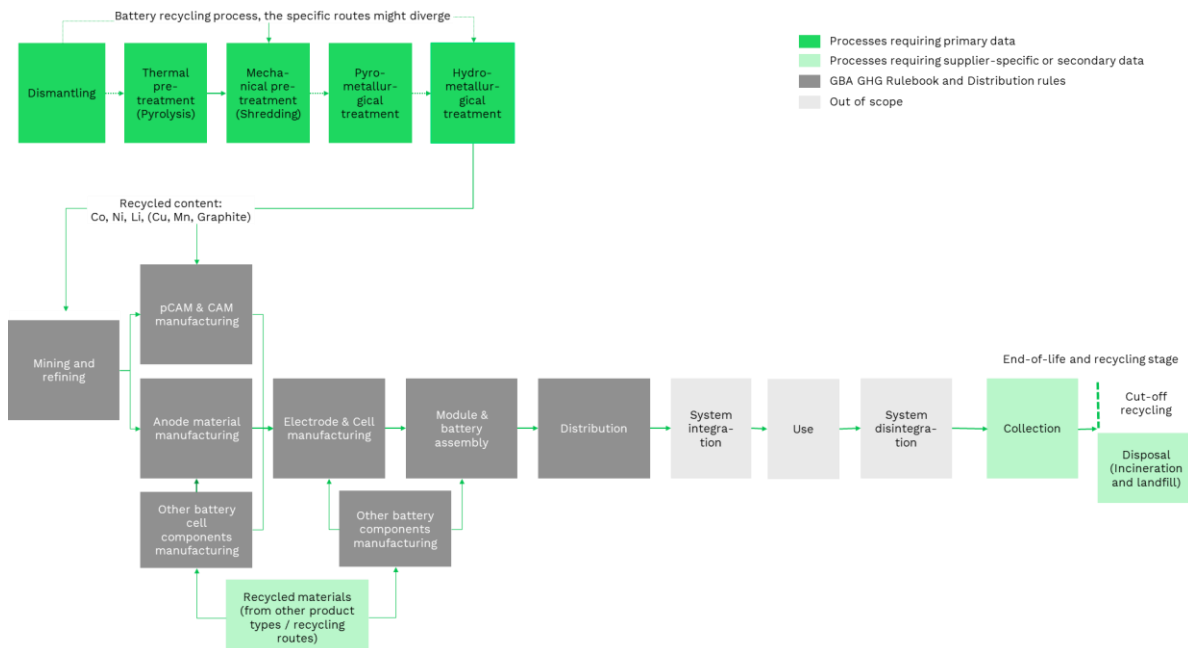 Battery recycling process, the specific routes might diverge
Dismantling
Thermal
pre-
treatment
(Pyrolysis)
Mecha-
nical pre-
treatment
(Shredding)
Pyro-
metallur-
gical
treatment
Hydro-
metallur-
gical
treatment
Processes requiring primary data
Processes requiring supplier-specific or secondary data
GBA GHG Rulebook and Distribution rules
Out of scope
Recycled content:
Co, Ni, Li, (Cu, Mn, Graphite)
pCAM & CAM
manufacturing
Mining and
refining
Anode material
manufacturing
Electrode & Cell
manufacturing
Module &
battery
assembly
Distribution
System
integra-
tion
Use
System
disintegra-
tion
End-of-life and recycling stage
Collection
Cut-off
recycling
Disposal
(Incineration
and landfill)
Other battery
cell
components
manufacturing
Other battery
components
manufacturing
Recycled materials
(from other product
types / recycling
routes)